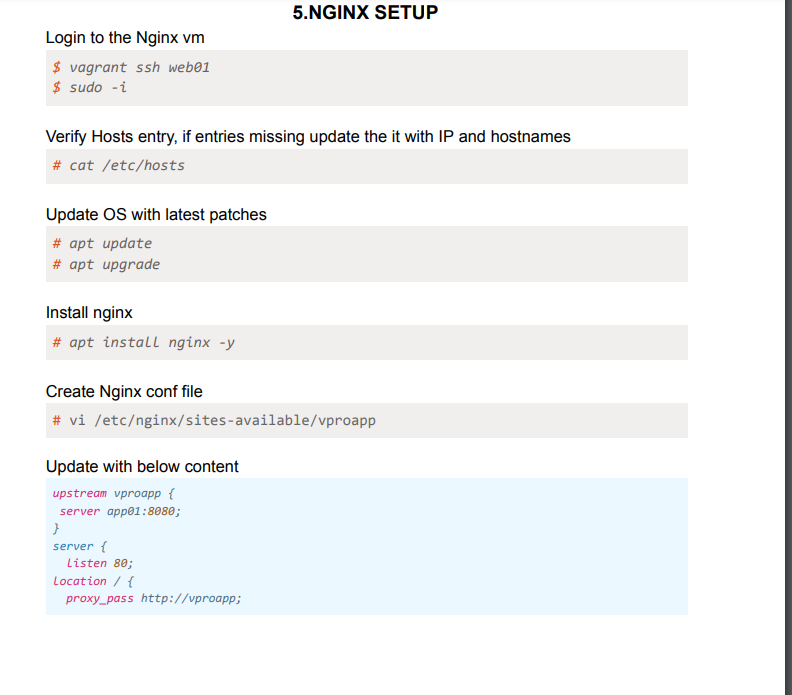 5.NGINX SETUP
Login to the Nginx vm
$ vagrant ssh web01
$ sudo -i
Verify Hosts entry, if entries missing update the it with IP and hostnames
# cat /etc/hosts
Update OS with latest patches
# apt update
# apt upgrade
Install nginx
# apt install nginx -y
Create Nginx conf file
# vi /etc/nginx/sites-available/vproapp
Update with below content
upstream vproapp {
server app01:8080;
}
server {
listen 80;
location / {
proxy_pass http://vproapp;